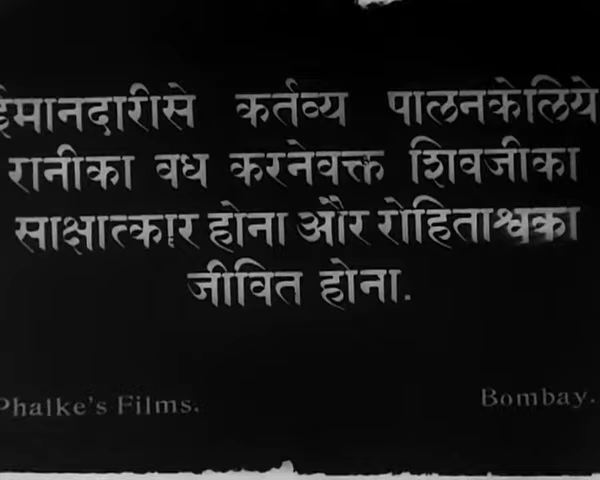 ईमानदारीसे कर्तव्य पालनकेलिये
रानीका वध करनेवक्त शिवजीका
साक्षात्कार होना और रोहिताश्वका
जीवित होना.
Phalke's Films. Bombay.